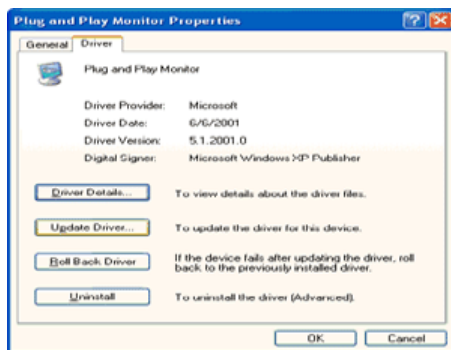 Plug and Play Monitor Properties
General Driver
Plug and Play Monitor
Driver Provider: Microsoft
Driver Date: 6/6/2001
Driver Version: 5.1.2001.0
Digital Signer: Microsoft Windows XP Publisher
Driver Details... To view details about the driver files.
Update Driver... To update the driver for this device.
Roll Back Driver If the device fails after updating the driver, roll
back to the previously installed driver.
Uninstall To uninstall the driver (Advanced).
OK Cancel